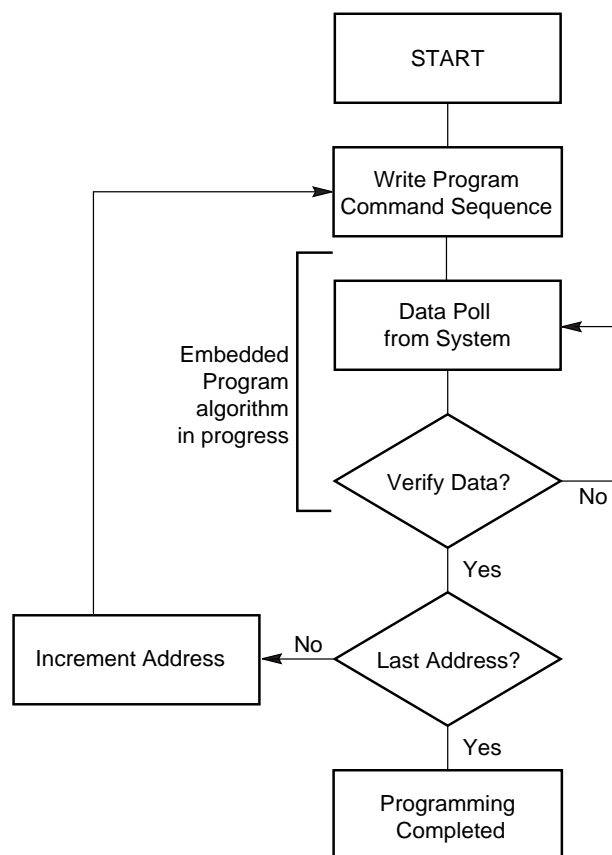 START
Write Program
Command Sequence
Data Poll
from System
Embedded
Program
algorithm
in progress
Verify Data?
No
Yes
Last Address?
No
Increment Address
Yes
Programming
Completed